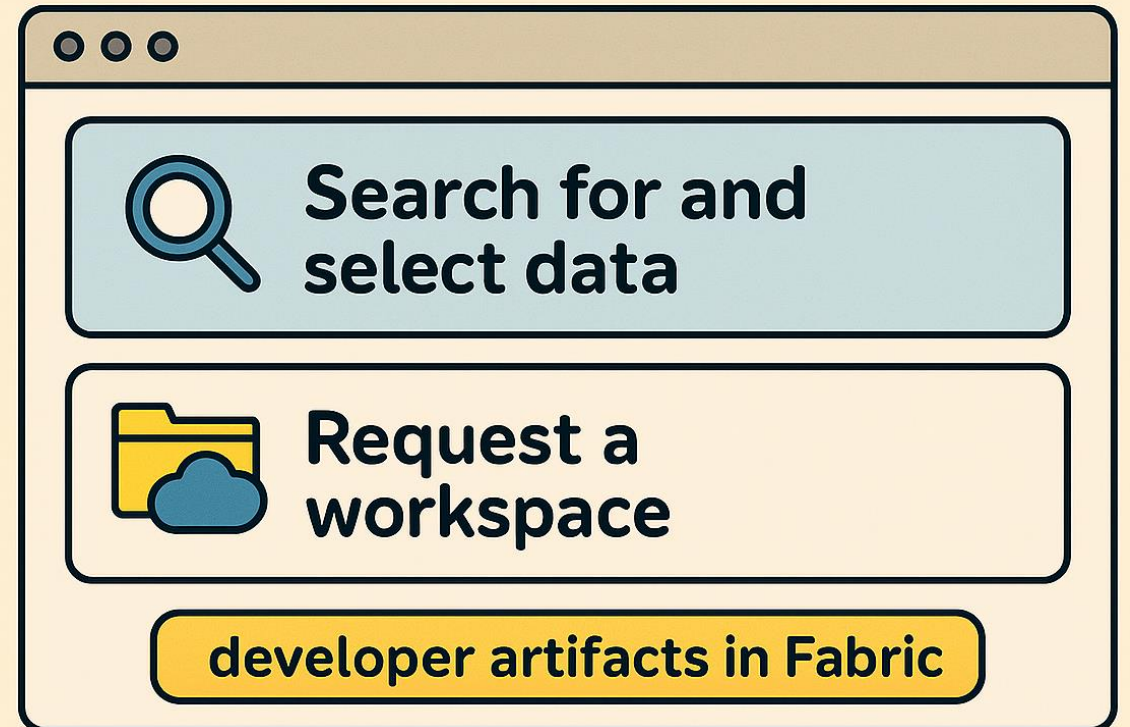 Search for and
select data
Request a
workspace
developer artifacts in Fabric